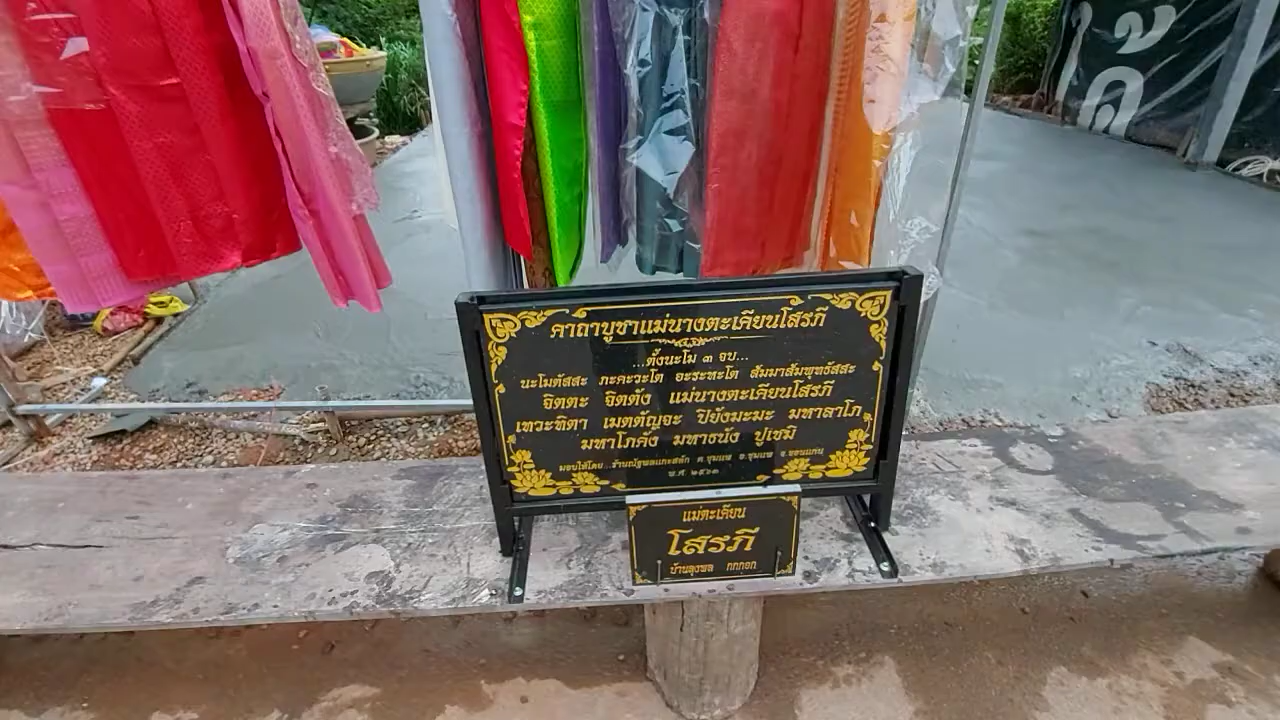 คาถาบูชาแม่นางตะเคียนโสรภี
...ตั้งนะโม ๓ จบ...
นะโมตัสสะ ภะคะวะโต อะระหะโต สัมมาสัมพุทธัสสะ
จิตตะ จิตตัง แม่นางตะเคียนโสรภี
เทวะทิตา เมตตัญจะ ปิยังมะมะ มหาลาโภ
มหาโภคัง มหาธนัง ปูเชมิ
มอบให้โดย...ร้านณัฐพลแกะสลัก ต.ชุมแพ อ.ชุมแพ จ.ขอนแก่น
พ.ศ. ๒๕๖๓
แม่ตะเคียน
โสรภี
บ้านลุงพล กกกอก